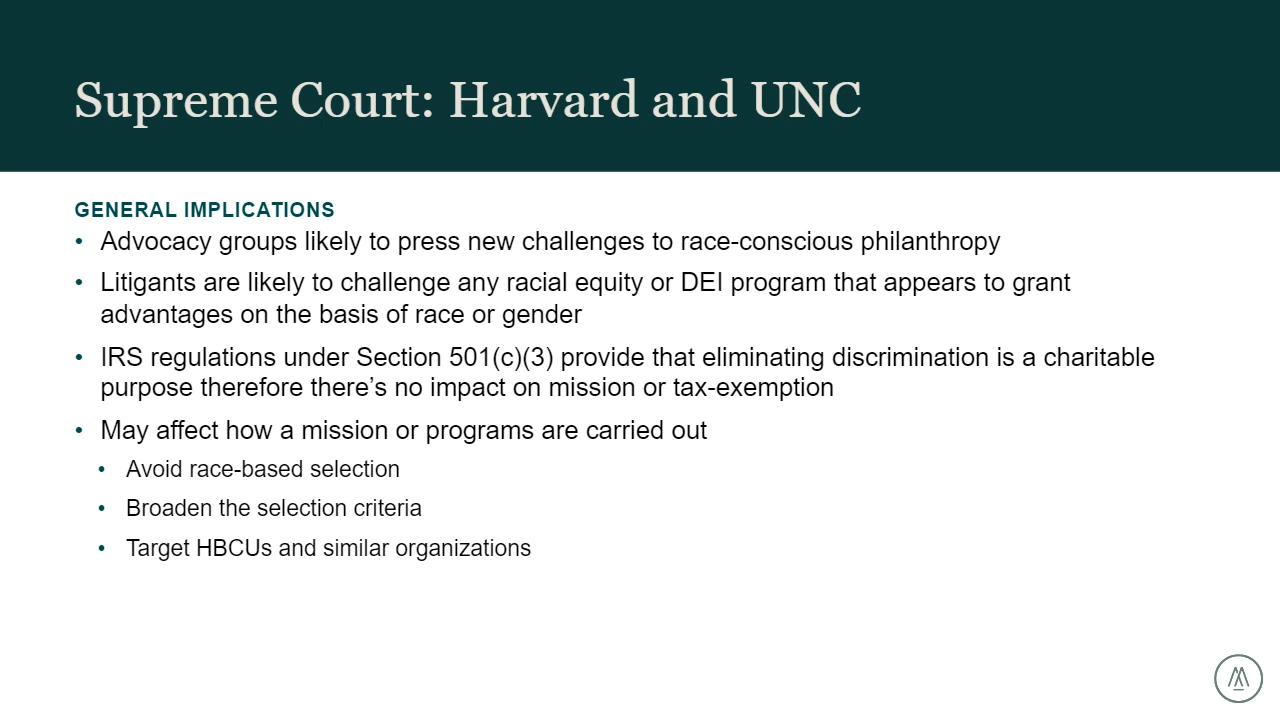 Supreme Court: Harvard and UNC
GENERAL IMPLICATIONS
• Advocacy groups likely to press new challenges to race-conscious philanthropy
• Litigants are likely to challenge any racial equity or DEI program that appears to grant
advantages on the basis of race or gender
• IRS regulations under Section 501(c)(3) provide that eliminating discrimination is a charitable
purpose therefore there’s no impact on mission or tax-exemption
• May affect how a mission or programs are carried out
• Avoid race-based selection
• Broaden the selection criteria
• Target HBCUs and similar organizations